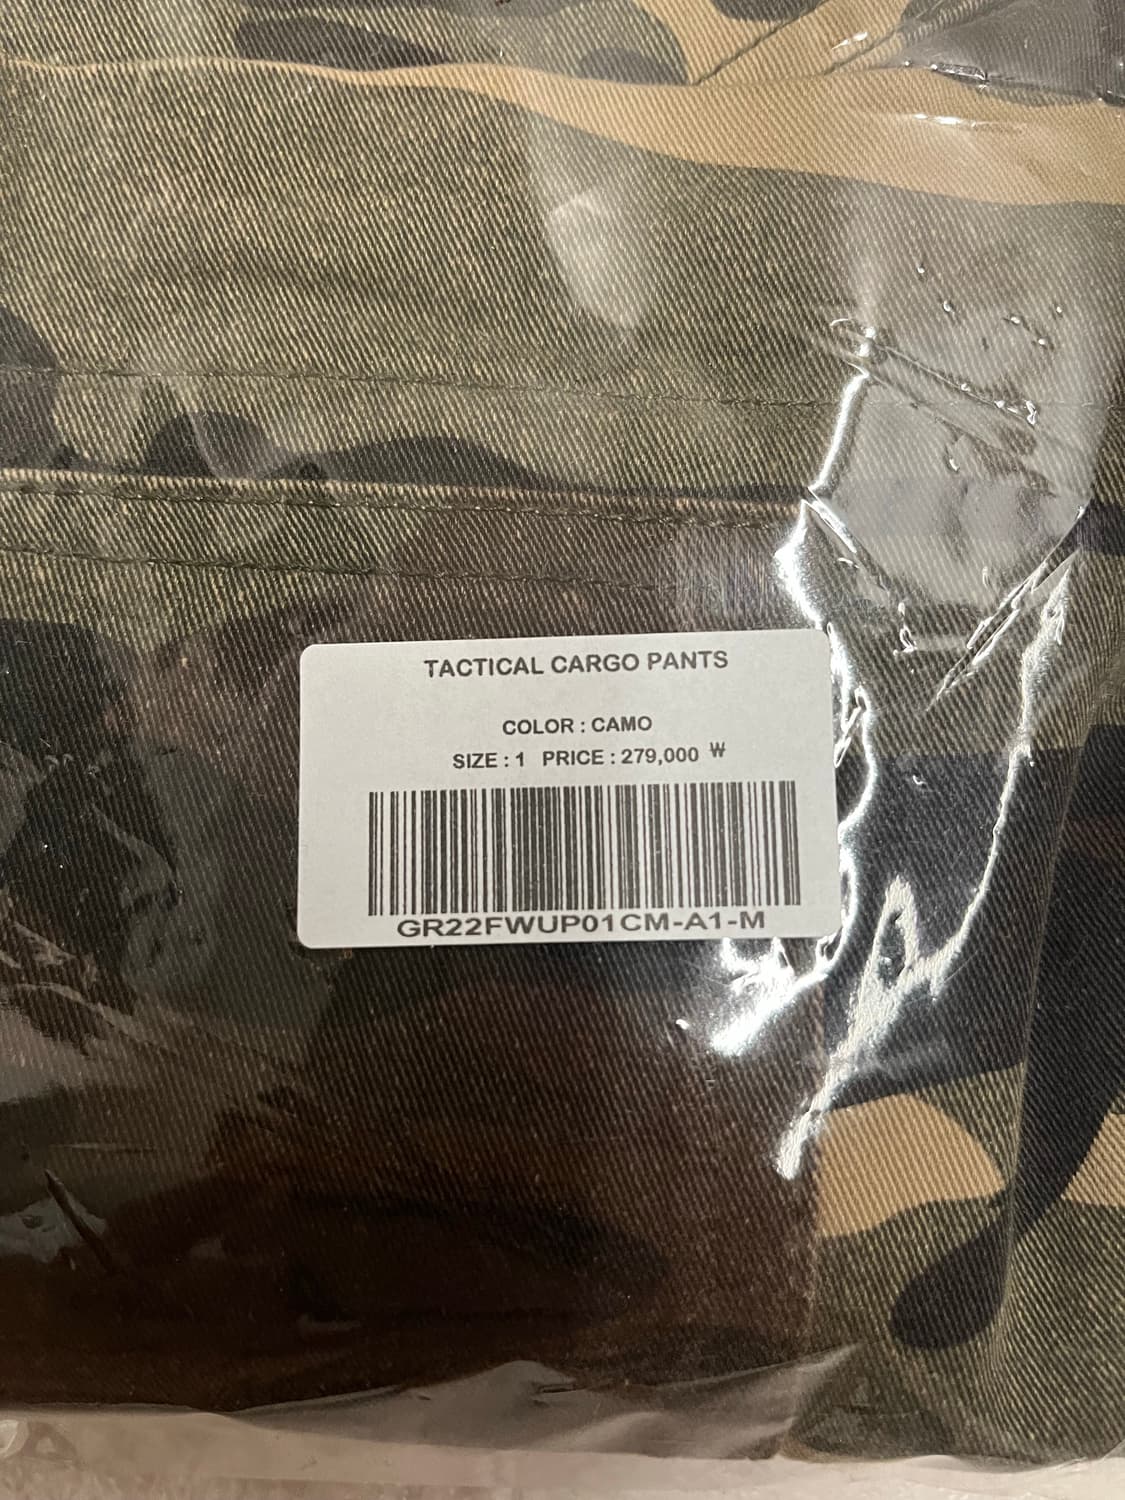 TACTICAL CARGO PANTS
COLOR : CAMO
SIZE : 1 PRICE : 279,000 ₩
GR22FWUP01CM-A1-M